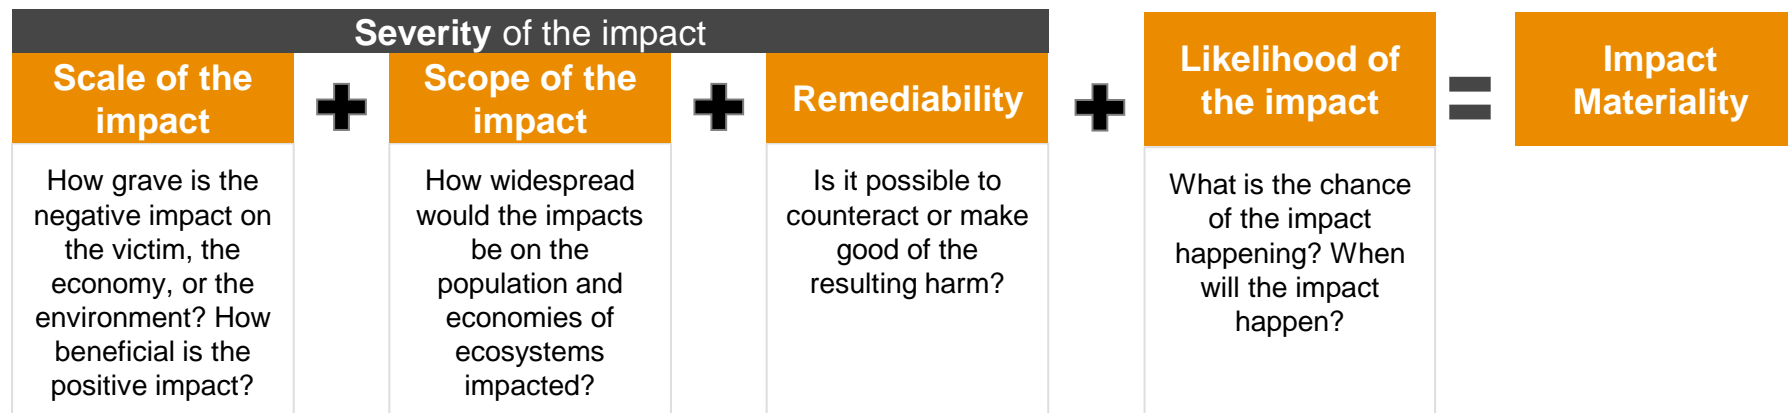 Severity of the impact
Scale of the
impact
How grave is the
negative impact on
the victim, the
economy, or the
environment? How
beneficial is the
positive impact?
Scope of the
impact
How widespread
would the impacts
be on the
population and
economies of
ecosystems
impacted?
Remediability
Is it possible to
counteract or make
good of the
resulting harm?
Likelihood of
the impact
What is the chance
of the impact
happening? When
will the impact
happen?
Impact
Materiality